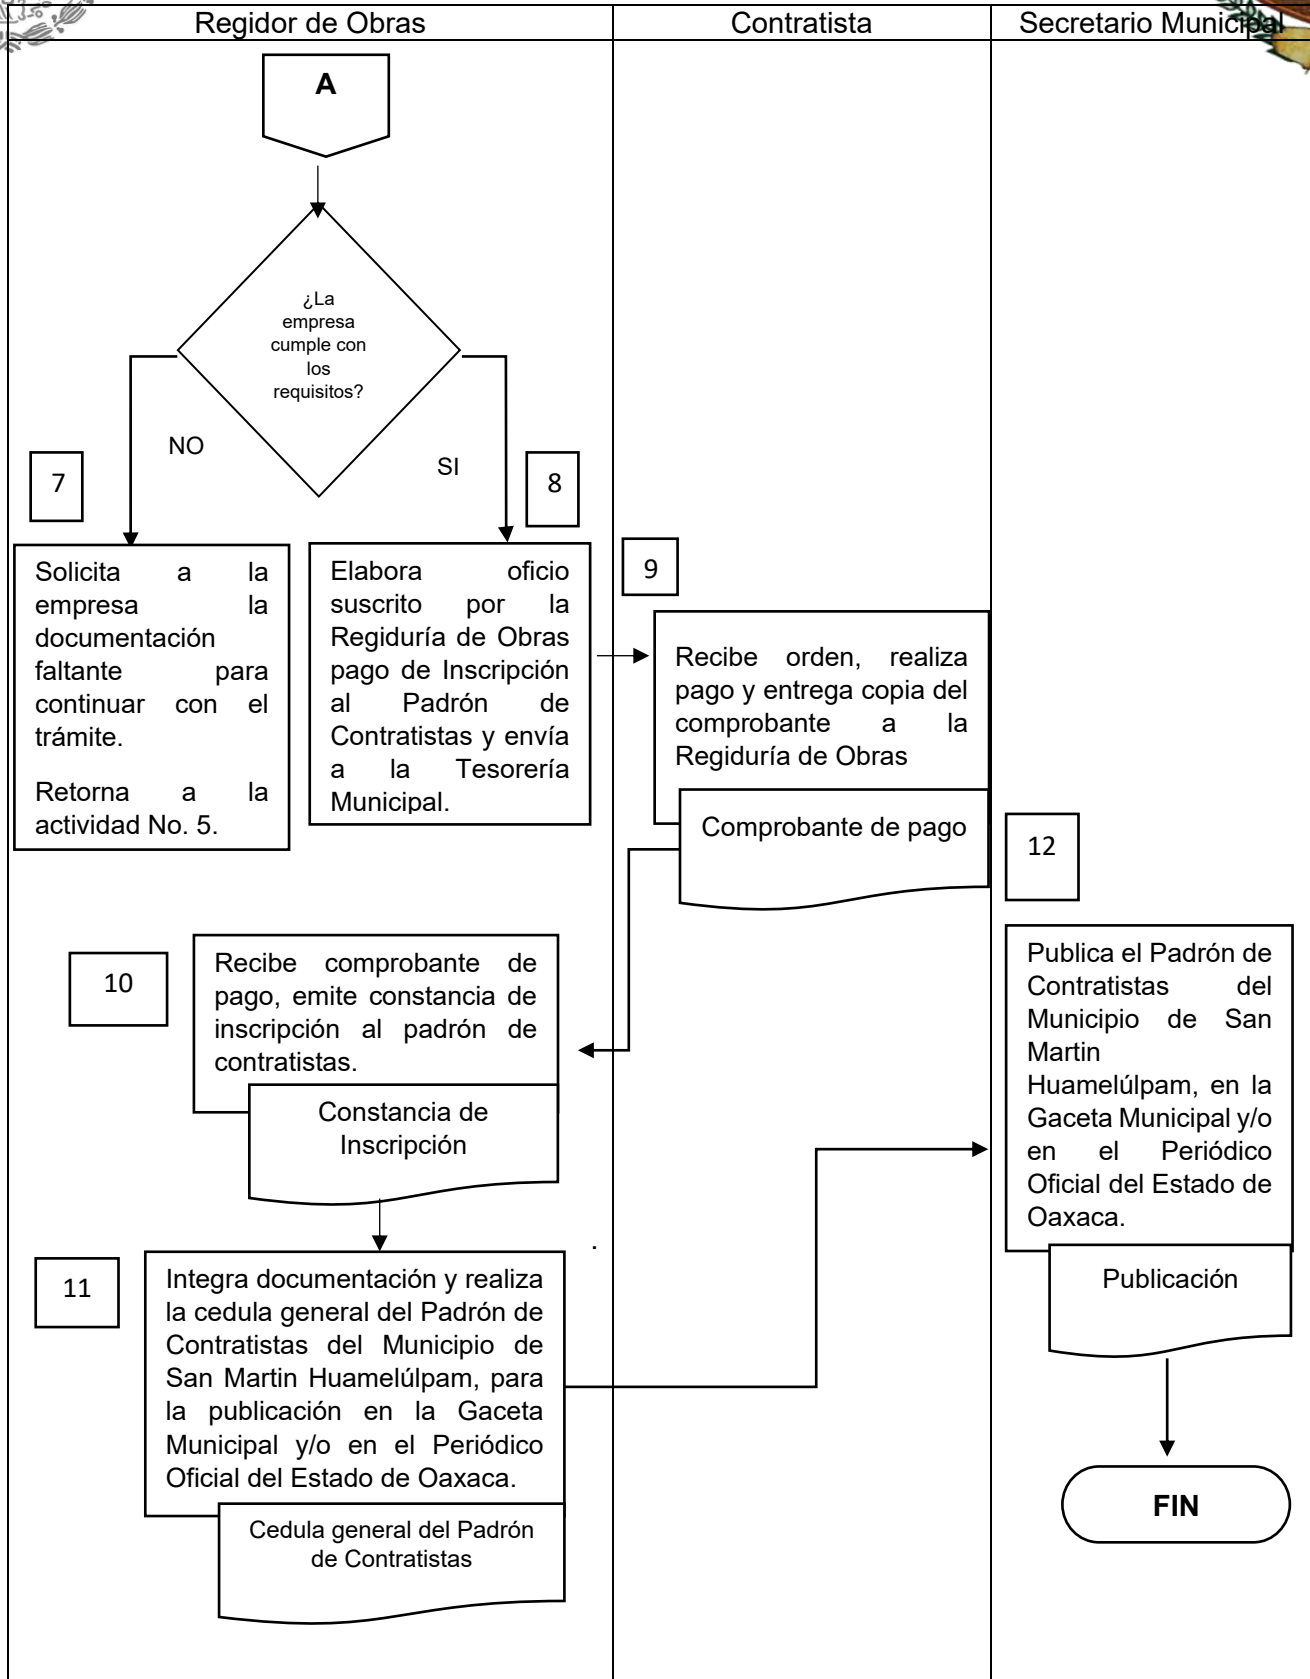 Regidor de Obras
Contratista
Secretario Municipal
A
¿La
empresa
cumple con
los
requisitos?
NO
SI
7
8
Solicita a la
empresa la
documentación
faltante para
continuar con el
trámite.
Retorna a la
actividad No. 5.
Elabora oficio
suscrito por la
Regiduría de Obras
pago de Inscripción
al Padrón de
Contratistas y envía
a la Tesorería
Municipal.
9
Recibe orden, realiza
pago y entrega copia del
comprobante a la
Regiduría de Obras
Comprobante de pago
10
Recibe comprobante de
pago, emite constancia de
inscripción al padrón de
contratistas.
Constancia de
Inscripción
11
Integra documentación y realiza
la cedula general del Padrón de
Contratistas del Municipio de
San Martin Huamelúlpam, para
la publicación en la Gaceta
Municipal y/o en el Periódico
Oficial del Estado de Oaxaca.
Cedula general del Padrón
de Contratistas
.
12
Publica el Padrón de
Contratistas del
Municipio de San
Martin
Huamelúlpam, en la
Gaceta Municipal y/o
en el Periódico
Oficial del Estado de
Oaxaca.
Publicación
FIN